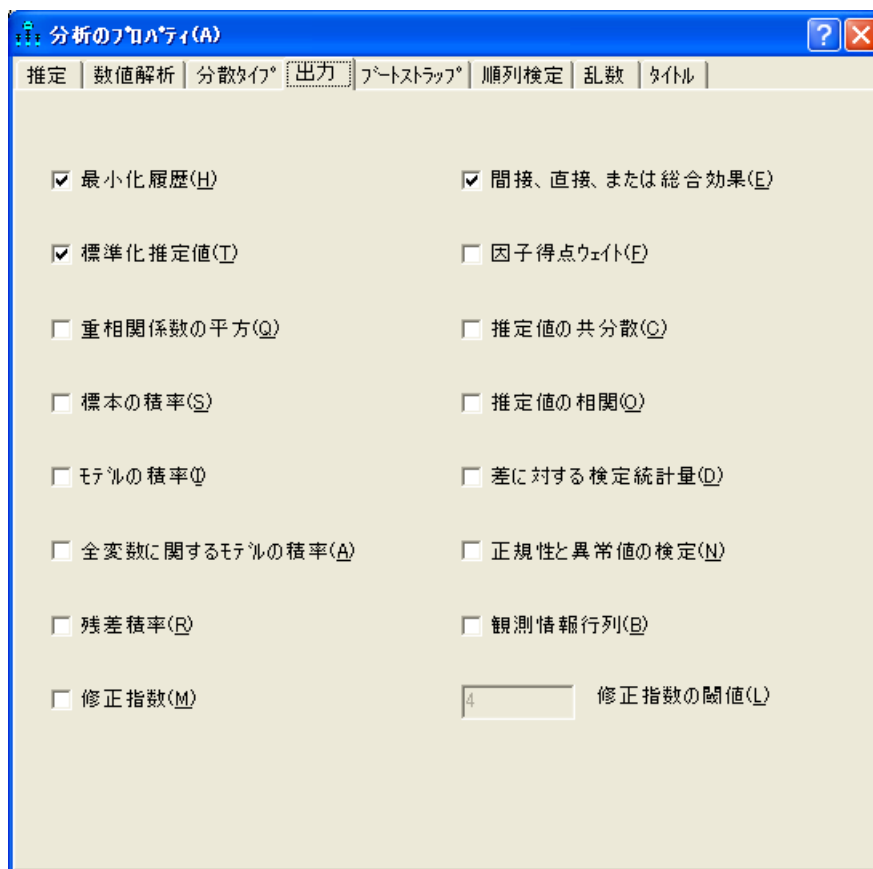 分析のﾌﾟﾛﾊﾟﾃｨ(A)
推定 数値解析 分散ﾀｲﾌﾟ 出力 ﾌﾞｰﾄｽﾄﾗｯﾌﾟ 順列検定 乱数 ﾀｲﾄﾙ
最小化履歴(H)
間接、直接、または総合効果(E)
標準化推定値(T)
因子得点ｳｪｲﾄ(F)
重相関係数の平方(Q)
推定値の共分散(C)
標本の積率(S)
推定値の相関(O)
ﾓﾃﾞﾙの積率(I)
差に対する検定統計量(D)
全変数に関するﾓﾃﾞﾙの積率(A)
正規性と異常値の検定(N)
残差積率(R)
観測情報行列(B)
修正指数(M)
4 修正指数の閾値(L)